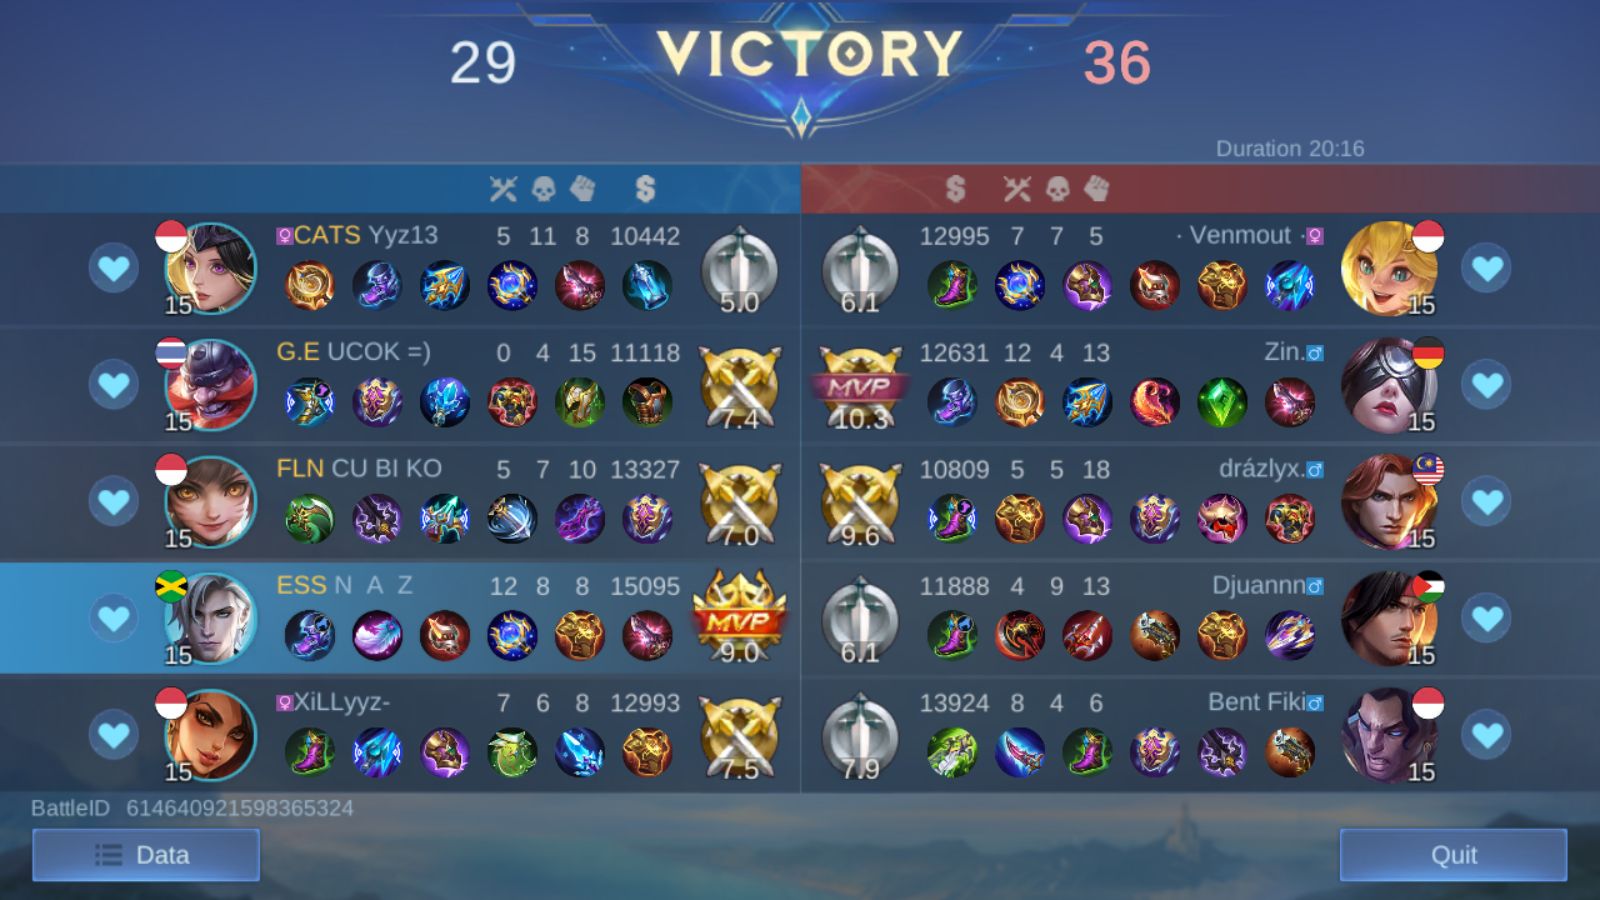 29 VICTORY 36
Duration 20:16
CATS Yyz13 5 11 8 10442 5.0
15
6.1 12995 7 7 5 · Venmout ·
15
G.E UCOK =) 0 4 15 11118 7.4
15
MVP 10.3 12631 12 4 13 Zin.
15
FLN CU BI KO 5 7 10 13327 7.0
15
9.6 10809 5 5 18 drázlyx.
15
ESS N A Z 12 8 8 15095 MVP 9.0
15
6.1 11888 4 9 13 Djuannn
15
XiLLyyz- 7 6 8 12993 7.5
15
7.9 13924 8 4 6 Bent Fiki
15
BattleID 614640921598365324
Data
Quit